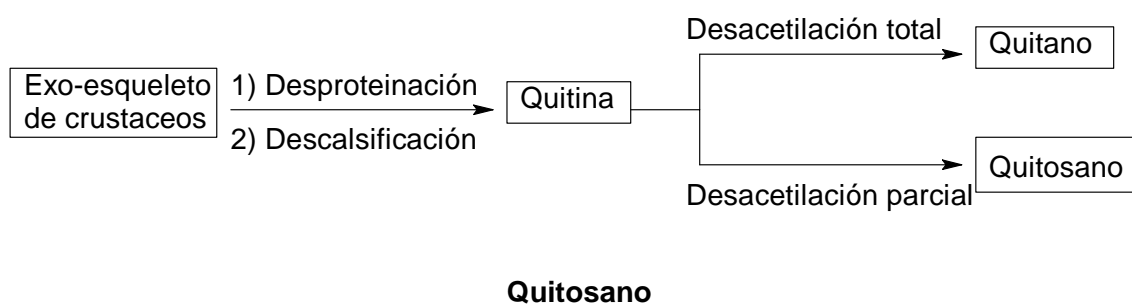 Exo-esqueleto
de crustaceos
1) Desproteinación
2) Descalsificación
Quitina
Desacetilación total
Quitano
Desacetilación parcial
Quitosano
Quitosano